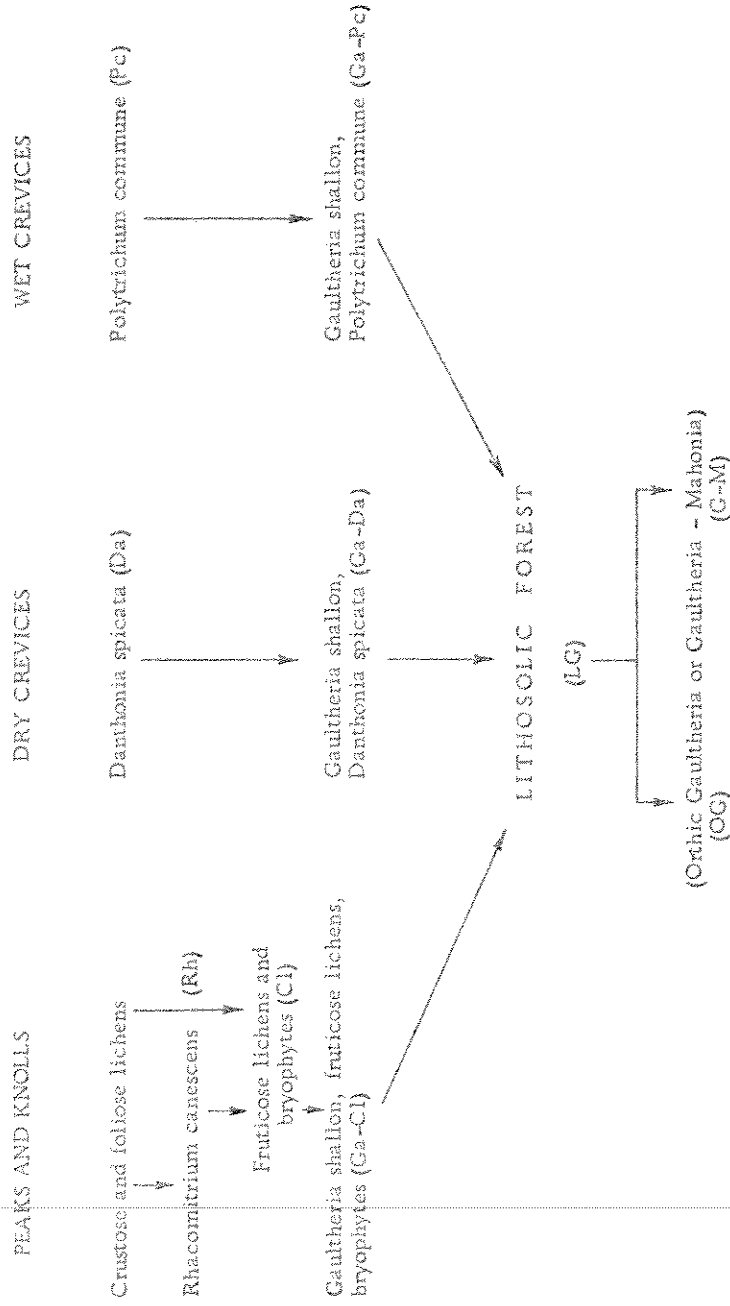 PEAKS AND KNOLLS
Crustose and foliose lichens
Rhacomitrium canescens (Rh)
Fruticose lichens and
bryophytes (Cl)
Gaultheria shallon, fruticose lichens,
bryophytes (Ga-Cl)
DRY CREVICES
Danthonia spicata (Da)
Gaultheria shallon,
Danthonia spicata (Ga-Da)
WET CREVICES
Polytrichum commune (Pc)
Gaultheria shallon,
Polytrichum commune (Ga-Pc)
LITHOSOLIC FOREST
(LG)
(Orthic Gaultheria or Gaultheria - Mahonia)
(OG) (G-M)